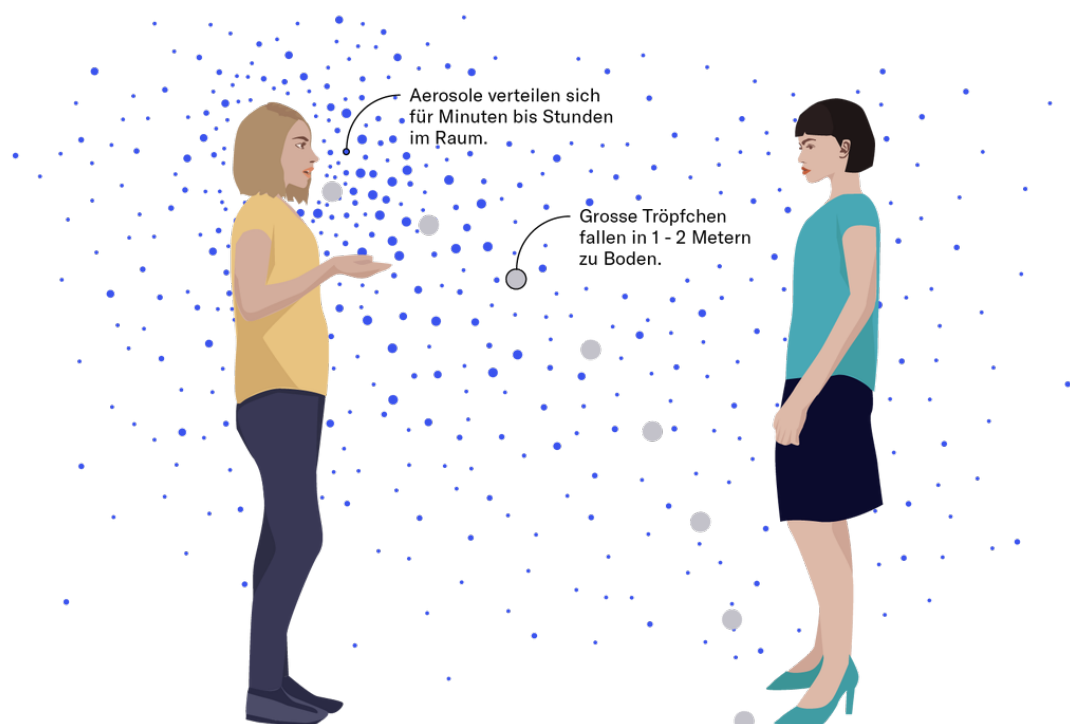 Aerosole verteilen sich
für Minuten bis Stunden
im Raum.
Grosse Tröpfchen
fallen in 1 - 2 Metern
zu Boden.